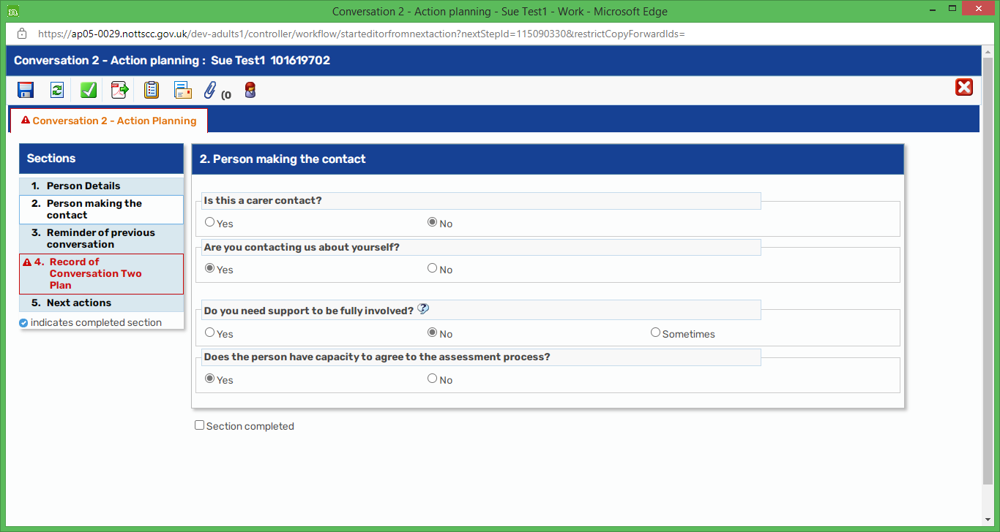 Conversation 2 - Action planning - Sue Test1 - Work - Microsoft Edge
https://ap05-0029.nottscc.gov.uk/dev-adults1/controller/workflow/starteditorfromnextaction?nextStepId=115090330&restrictCopyForwardIds=
Conversation 2 - Action planning : Sue Test1 101619702
(0
Conversation 2 - Action Planning
Sections
1. Person Details
2. Person making the
contact
3. Reminder of previous
conversation
4. Record of
Conversation Two
Plan
5. Next actions
indicates completed section
2. Person making the contact
Is this a carer contact?
Yes No
Are you contacting us about yourself?
Yes No
Do you need support to be fully involved?
Yes No Sometimes
Does the person have capacity to agree to the assessment process?
Yes No
Section completed